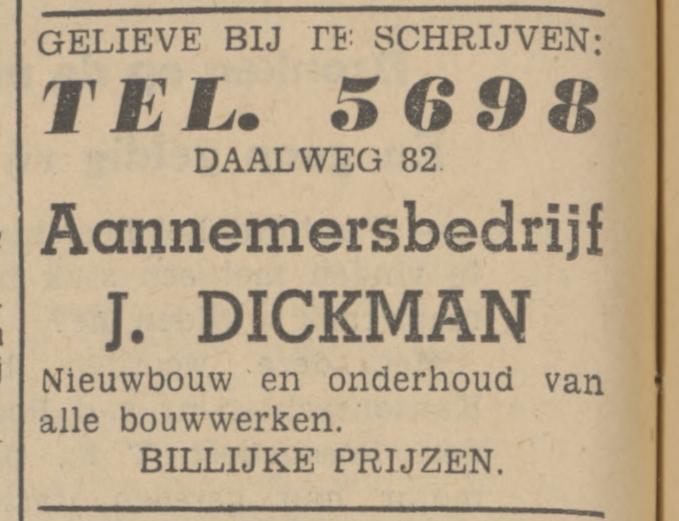 GELIEVE BIJ TE SCHRIJVEN:
TEL. 5698
DAALWEG 82.
Aannemersbedrijf
J. DICKMAN
Nieuwbouw en onderhoud van
alle bouwwerken.
BILLIJKE PRIJZEN.